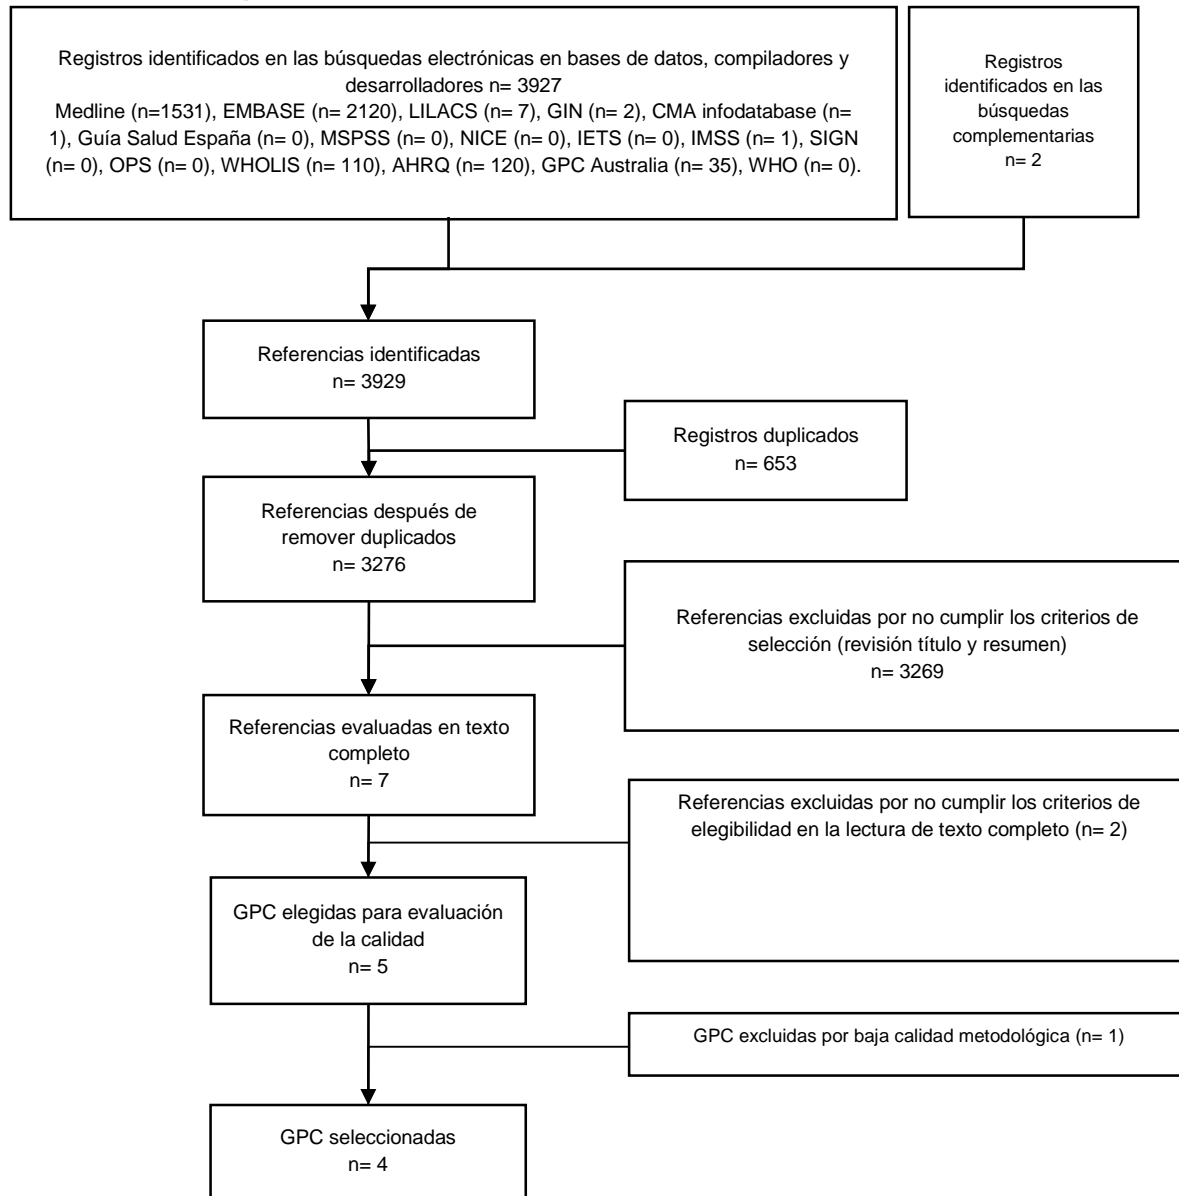 Registros identificados en las búsquedas electrónicas en bases de datos, compiladores y
desarrolladores n= 3927
Medline (n=1531), EMBASE (n= 2120), LILACS (n= 7), GIN (n= 2), CMA infodatabase (n=
1), Guía Salud España (n= 0), MSPSS (n= 0), NICE (n= 0), IETS (n= 0), IMSS (n= 1), SIGN
(n= 0), OPS (n= 0), WHOLIS (n= 110), AHRQ (n= 120), GPC Australia (n= 35), WHO (n= 0).
Registros
identificados en las
búsquedas
complementarias
n= 2
Referencias identificadas
n= 3929
Registros duplicados
n= 653
Referencias después de
remover duplicados
n= 3276
Referencias excluidas por no cumplir los criterios de
selección (revisión título y resumen)
n= 3269
Referencias evaluadas en texto
completo
n= 7
Referencias excluidas por no cumplir los criterios de
elegibilidad en la lectura de texto completo (n= 2)
GPC elegidas para evaluación
de la calidad
n= 5
GPC excluidas por baja calidad metodológica (n= 1)
GPC seleccionadas
n= 4